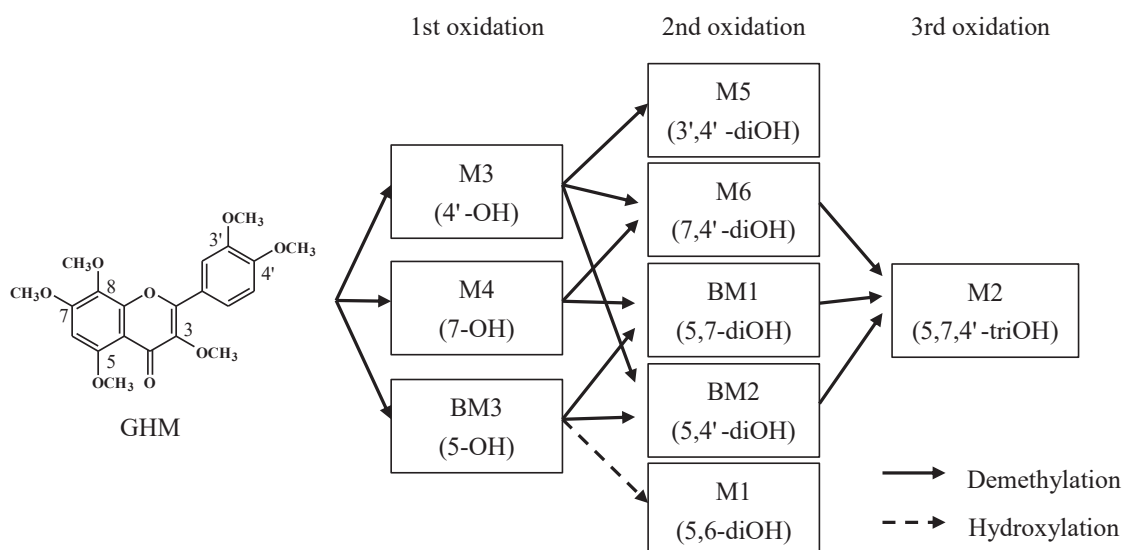 1st oxidation
2nd oxidation
3rd oxidation
M5
(3',4' -diOH)
M3
(4' -OH)
M6
(7,4' -diOH)
M4
(7-OH)
BM1
(5,7-diOH)
M2
(5,7,4' -triOH)
BM3
(5-OH)
BM2
(5,4' -diOH)
M1
(5,6-diOH)
OCH₃
3'
OCH₃
4'
CH₃O
8
O
CH₃O
7
3
OCH₃
5
OCH₃
O
GHM
Demethylation
Hydroxylation